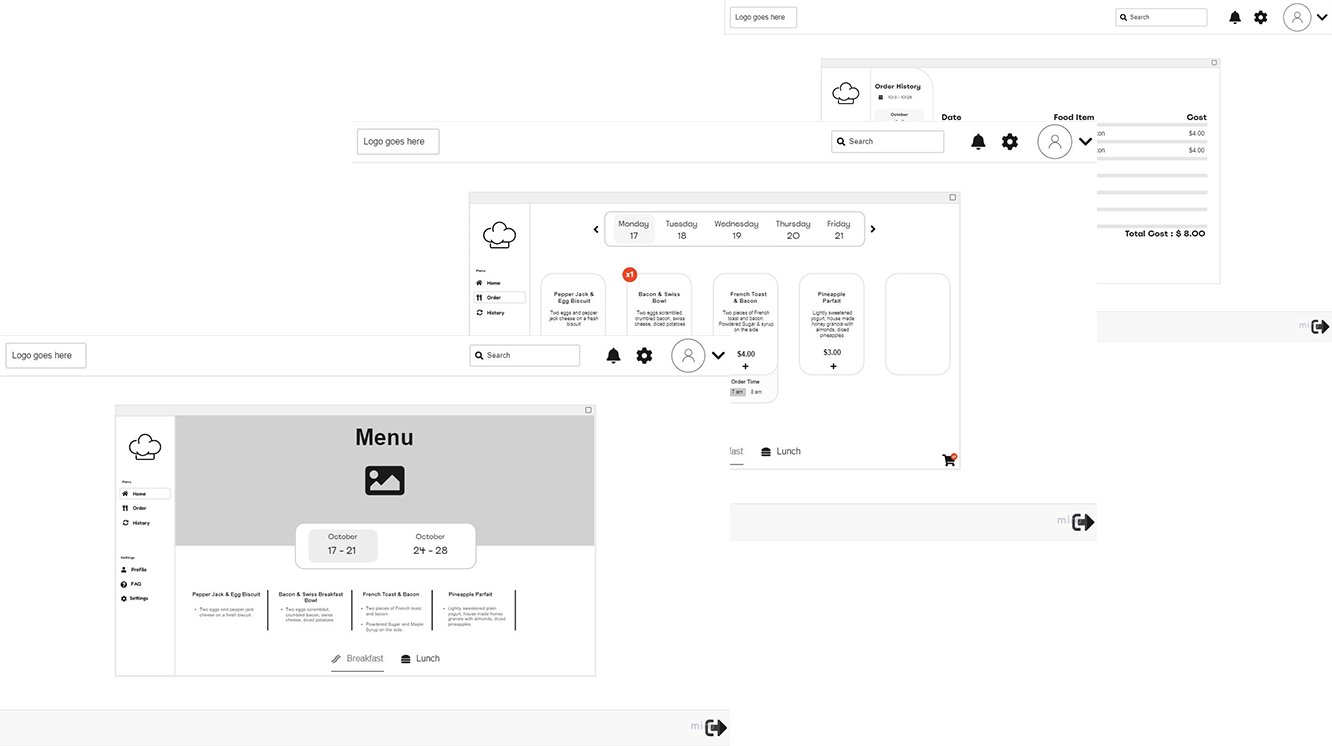 Logo goes here
Search
Order History
10/3 - 10/28
October
Date Food Item Cost
$4.00
$4.00
Total Cost : $ 8.00
Logo goes here
Search
Monday Tuesday Wednesday Thursday Friday
17 18 19 20 21
Menu
Home
Order
History
x1
Pepper Jack &
Egg Biscuit
Two eggs and pepper
jack cheese on a fresh
biscuit
Bacon & Swiss
Bowl
Two eggs scrambled,
crumbled bacon, swiss
cheese, diced potatoes
French Toast
& Bacon
Two pieces of French
toast and bacon.
Powdered Sugar & syrup
on the side
$4.00
+
Order Time
7 am 8 am
Pineapple
Parfait
Lightly sweetened
yogurt, house made
honey granola with
almonds, diced
pineapples
$3.00
+
Lunch
Logo goes here
Search
Menu
Home
Order
History
Settings
Profile
FAQ
Settings
Menu
October October
17 - 21 24 - 28
Pepper Jack & Egg Biscuit
• Two eggs and pepper jack
cheese on a fresh biscuit
Bacon & Swiss Breakfast
Bowl
• Two eggs scrambled,
crumbled bacon, swiss
cheese, diced potatoes.
French Toast & Bacon
• Two pieces of French toast
and bacon.
• Powdered Sugar and Maple
Syrup on the side.
Pineapple Parfait
• Lightly sweetened plain
yogurt, house made honey
granola with almonds, diced
pineapples.
Breakfast Lunch